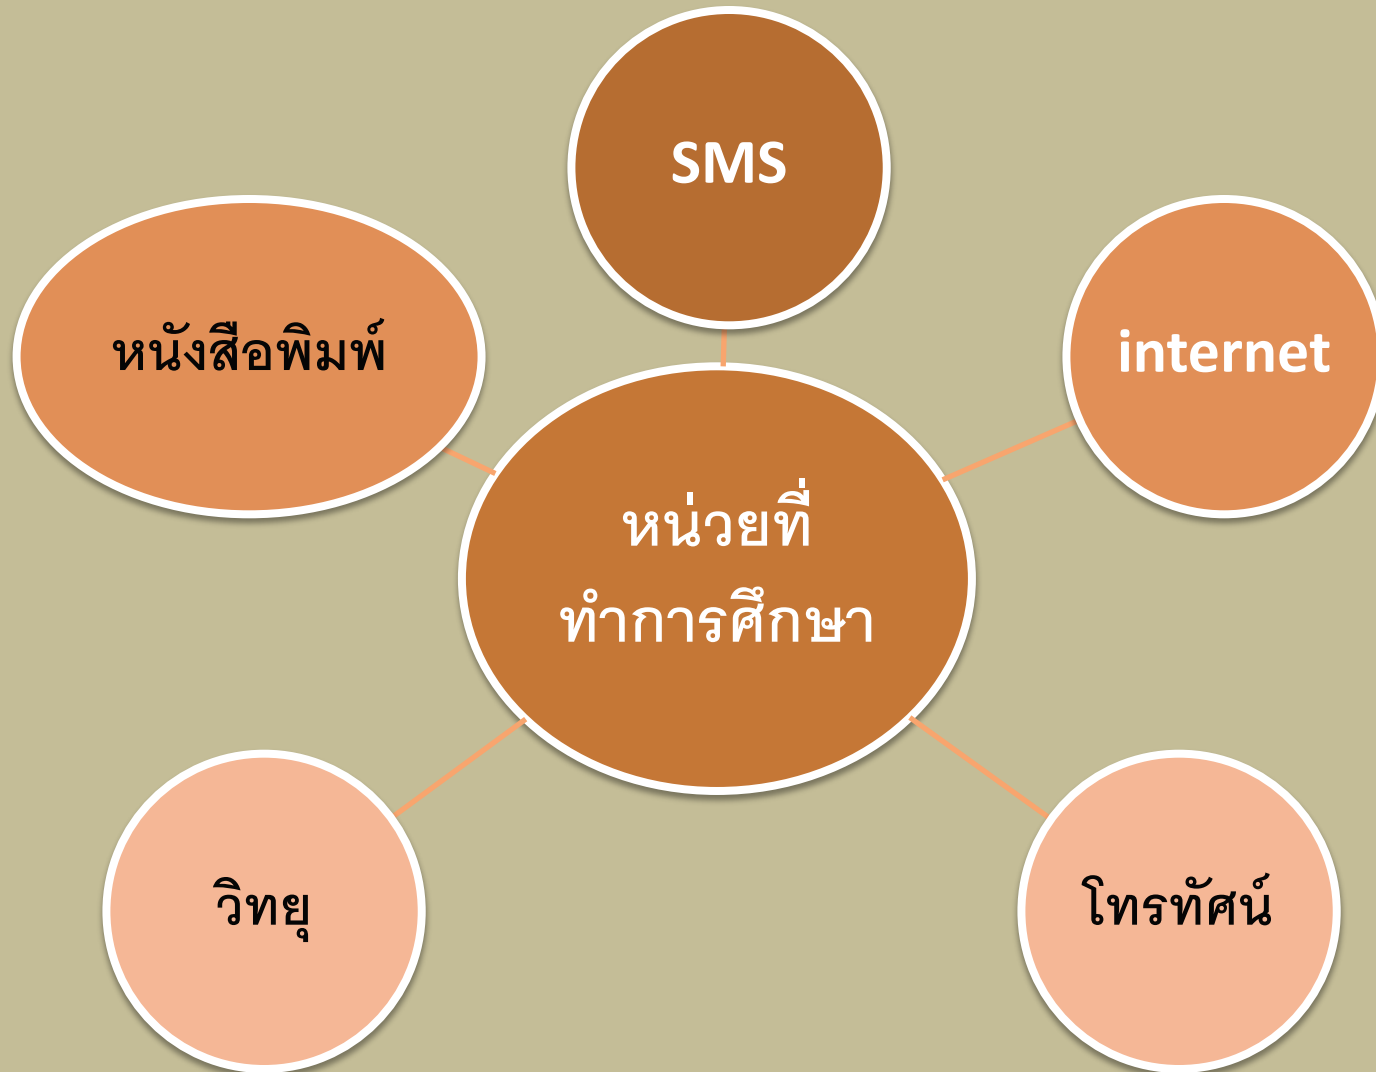 SMS
หนังสือพิมพ์
internet
หน่วยที่
ทำการศึกษา
วิทยุ
โทรทัศน์